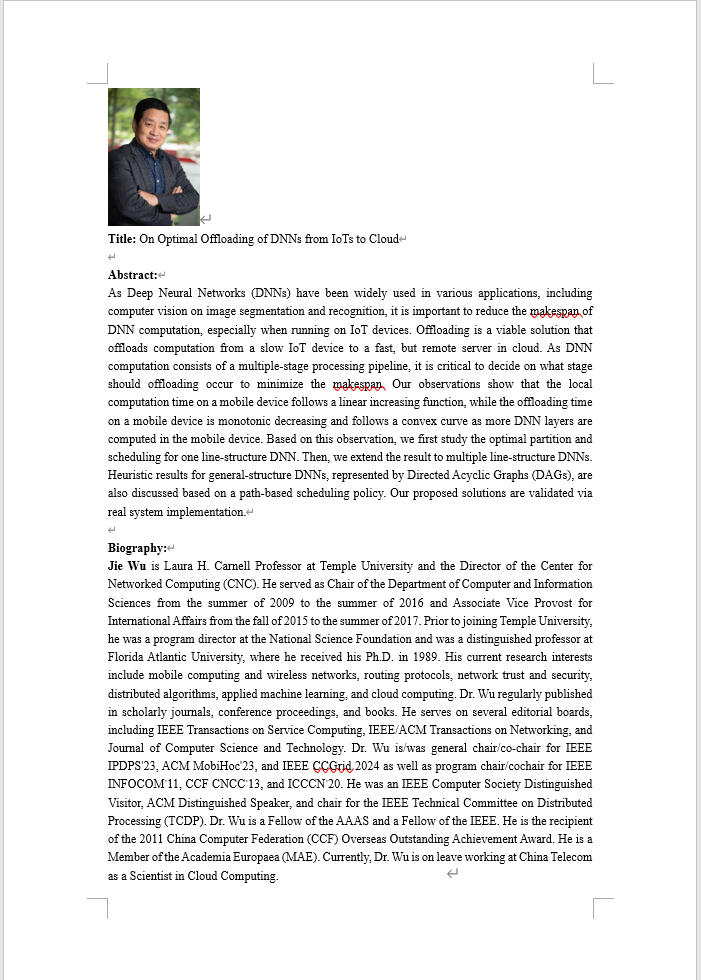 Title: On Optimal Offloading of DNNs from IoTs to Cloud
Abstract:
As Deep Neural Networks (DNNs) have been widely used in various applications, including
computer vision on image segmentation and recognition, it is important to reduce the makespan of
DNN computation, especially when running on IoT devices. Offloading is a viable solution that
offloads computation from a slow IoT device to a fast, but remote server in cloud. As DNN
computation consists of a multiple-stage processing pipeline, it is critical to decide on what stage
should offloading occur to minimize the makespan. Our observations show that the local
computation time on a mobile device follows a linear increasing function, while the offloading time
on a mobile device is monotonic decreasing and follows a convex curve as more DNN layers are
computed in the mobile device. Based on this observation, we first study the optimal partition and
scheduling for one line-structure DNN. Then, we extend the result to multiple line-structure DNNs.
Heuristic results for general-structure DNNs, represented by Directed Acyclic Graphs (DAGs), are
also discussed based on a path-based scheduling policy. Our proposed solutions are validated via
real system implementation.
Biography:
Jie Wu is Laura H. Carnell Professor at Temple University and the Director of the Center for
Networked Computing (CNC). He served as Chair of the Department of Computer and Information
Sciences from the summer of 2009 to the summer of 2016 and Associate Vice Provost for
International Affairs from the fall of 2015 to the summer of 2017. Prior to joining Temple University,
he was a program director at the National Science Foundation and was a distinguished professor at
Florida Atlantic University, where he received his Ph.D. in 1989. His current research interests
include mobile computing and wireless networks, routing protocols, network trust and security,
distributed algorithms, applied machine learning, and cloud computing. Dr. Wu regularly published
in scholarly journals, conference proceedings, and books. He serves on several editorial boards,
including IEEE Transactions on Service Computing, IEEE/ACM Transactions on Networking, and
Journal of Computer Science and Technology. Dr. Wu is/was general chair/co-chair for IEEE
IPDPS'23, ACM MobiHoc'23, and IEEE CCGrid 2024 as well as program chair/cochair for IEEE
INFOCOM'11, CCF CNCC'13, and ICCCN'20. He was an IEEE Computer Society Distinguished
Visitor, ACM Distinguished Speaker, and chair for the IEEE Technical Committee on Distributed
Processing (TCDP). Dr. Wu is a Fellow of the AAAS and a Fellow of the IEEE. He is the recipient
of the 2011 China Computer Federation (CCF) Overseas Outstanding Achievement Award. He is a
Member of the Academia Europaea (MAE). Currently, Dr. Wu is on leave working at China Telecom
as a Scientist in Cloud Computing.